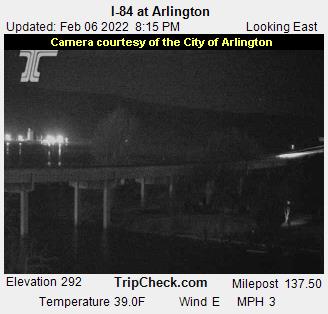 I-84 at Arlington
Updated: Feb 06 2022 8:15 PM Looking East
Camera courtesy of the City of Arlington
Elevation 292 TripCheck.com Milepost 137.50
Temperature 39.0F Wind E MPH 3